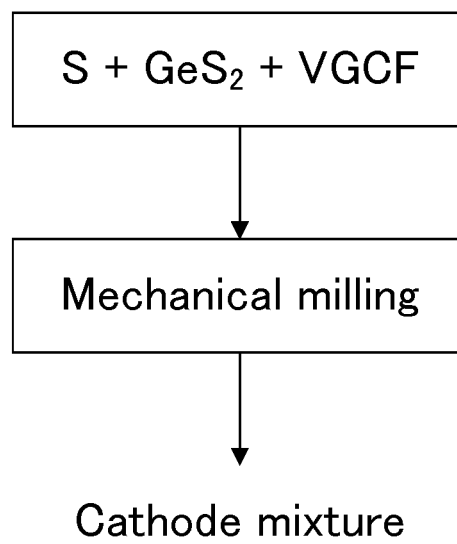 S + GeS₂ + VGCF
Mechanical milling
Cathode mixture